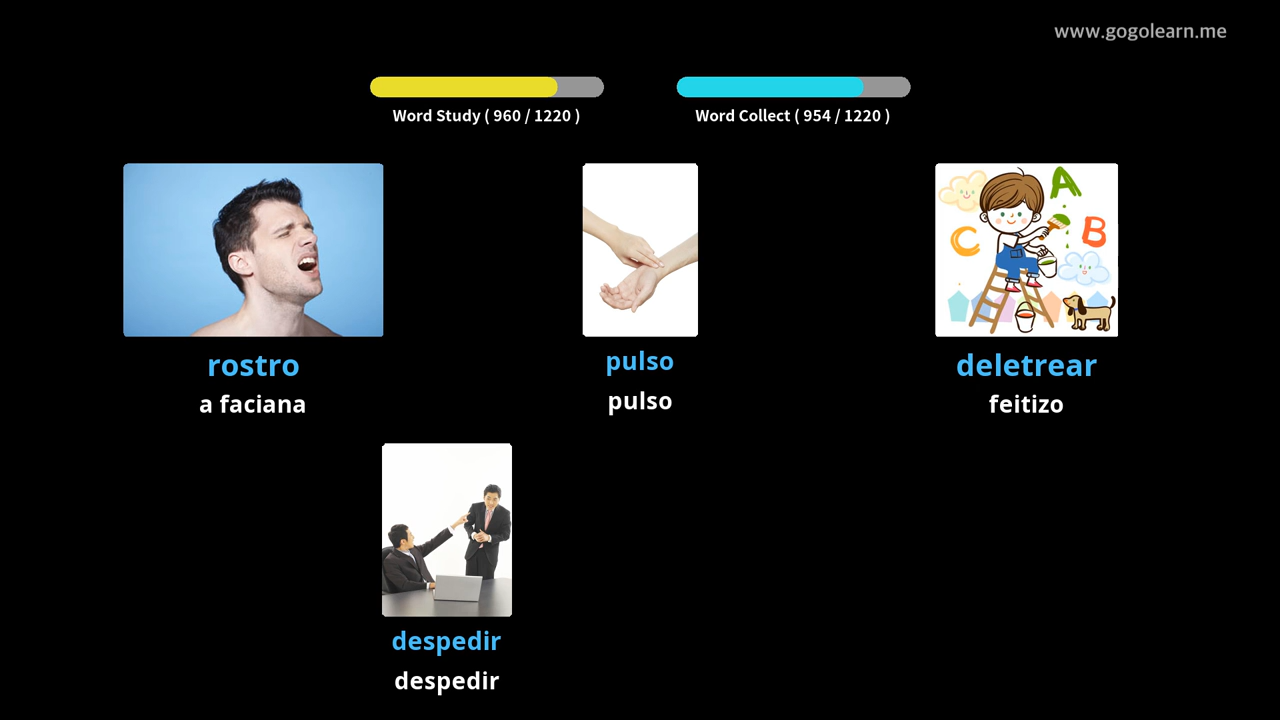 www.gogolearn.me
Word Study ( 960 / 1220 )
Word Collect ( 954 / 1220 )
A
B
C
rostro
a faciana
pulso
pulso
deletrear
feitizo
despedir
despedir